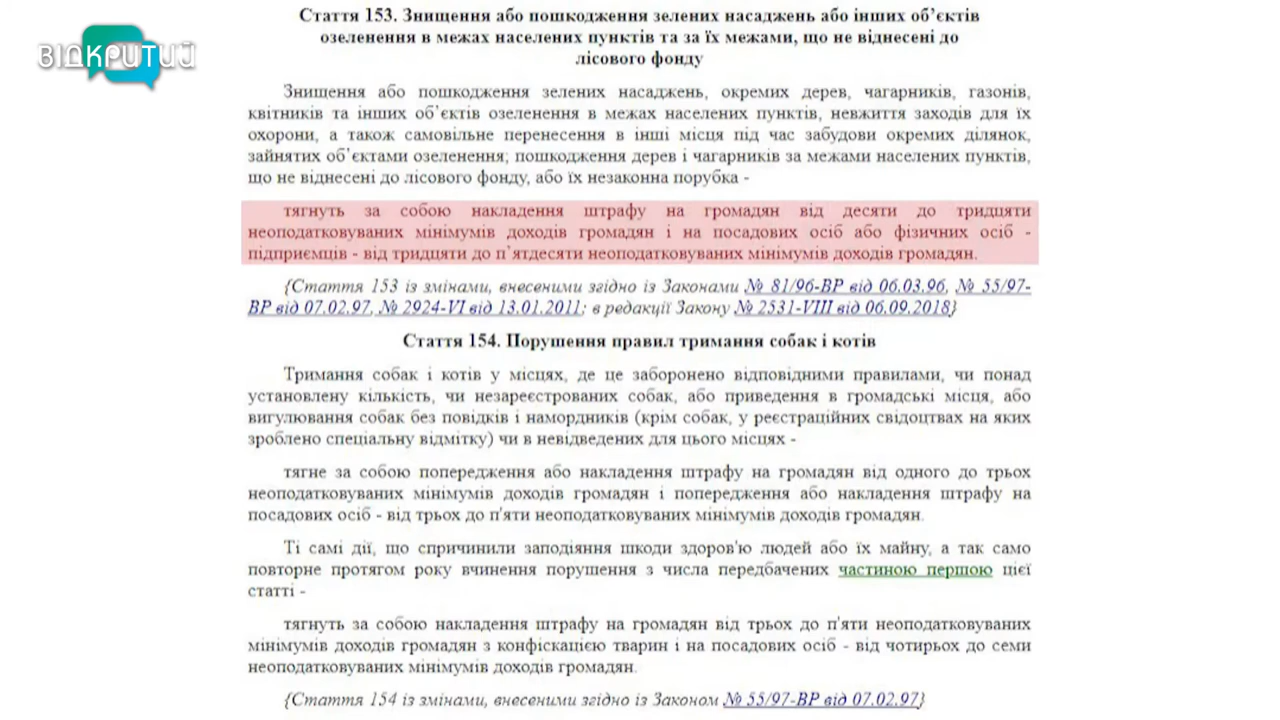 ВІДКРИТИЙ
Стаття 153. Знищення або пошкодження зелених насаджень або інших об’єктів
озеленення в межах населених пунктів та за їх межами, що не віднесені до
лісового фонду
Знищення або пошкодження зелених насаджень, окремих дерев, чагарників, газонів,
квітників та інших об’єктів озеленення в межах населених пунктів, невжиття заходів для їх
охорони, а також самовільне перенесення в інші місця під час забудови окремих ділянок,
зайнятих об’єктами озеленення; пошкодження дерев і чагарників за межами населених пунктів,
що не віднесені до лісового фонду, або їх незаконна порубка -
тягнуть за собою накладення штрафу на громадян від десяти до тридцяти
неоподатковуваних мінімумів доходів громадян і на посадових осіб або фізичних осіб -
підприємців - від тридцяти до п’ятдесяти неоподатковуваних мінімумів доходів громадян.
{Стаття 153 із змінами, внесеними згідно із Законами № 81/96-ВР від 06.03.96, № 55/97-
ВР від 07.02.97, № 2924-VI від 13.01.2011; в редакції Закону № 2531-VIII від 06.09.2018}
Стаття 154. Порушення правил тримання собак і котів
Тримання собак і котів у місцях, де це заборонено відповідними правилами, чи понад
установлену кількість, чи незареєстрованих собак, або приведення в громадські місця, або
вигулювання собак без повідків і намордників (крім собак, у реєстраційних свідоцтвах на яких
зроблено спеціальну відмітку) чи в невідведених для цього місцях -
тягне за собою попередження або накладення штрафу на громадян від одного до трьох
неоподатковуваних мінімумів доходів громадян і попередження або накладення штрафу на
посадових осіб - від трьох до п'яти неоподатковуваних мінімумів доходів громадян.
Ті самі дії, що спричинили заподіяння шкоди здоров'ю людей або їх майну, а так само
повторне протягом року вчинення порушення з числа передбачених частиною першою цієї
статті -
тягнуть за собою накладення штрафу на громадян від трьох до п'яти неоподатковуваних
мінімумів доходів громадян з конфіскацією тварин і на посадових осіб - від чотирьох до семи
неоподатковуваних мінімумів доходів громадян.
{Стаття 154 із змінами, внесеними згідно із Законом № 55/97-ВР від 07.02.97}